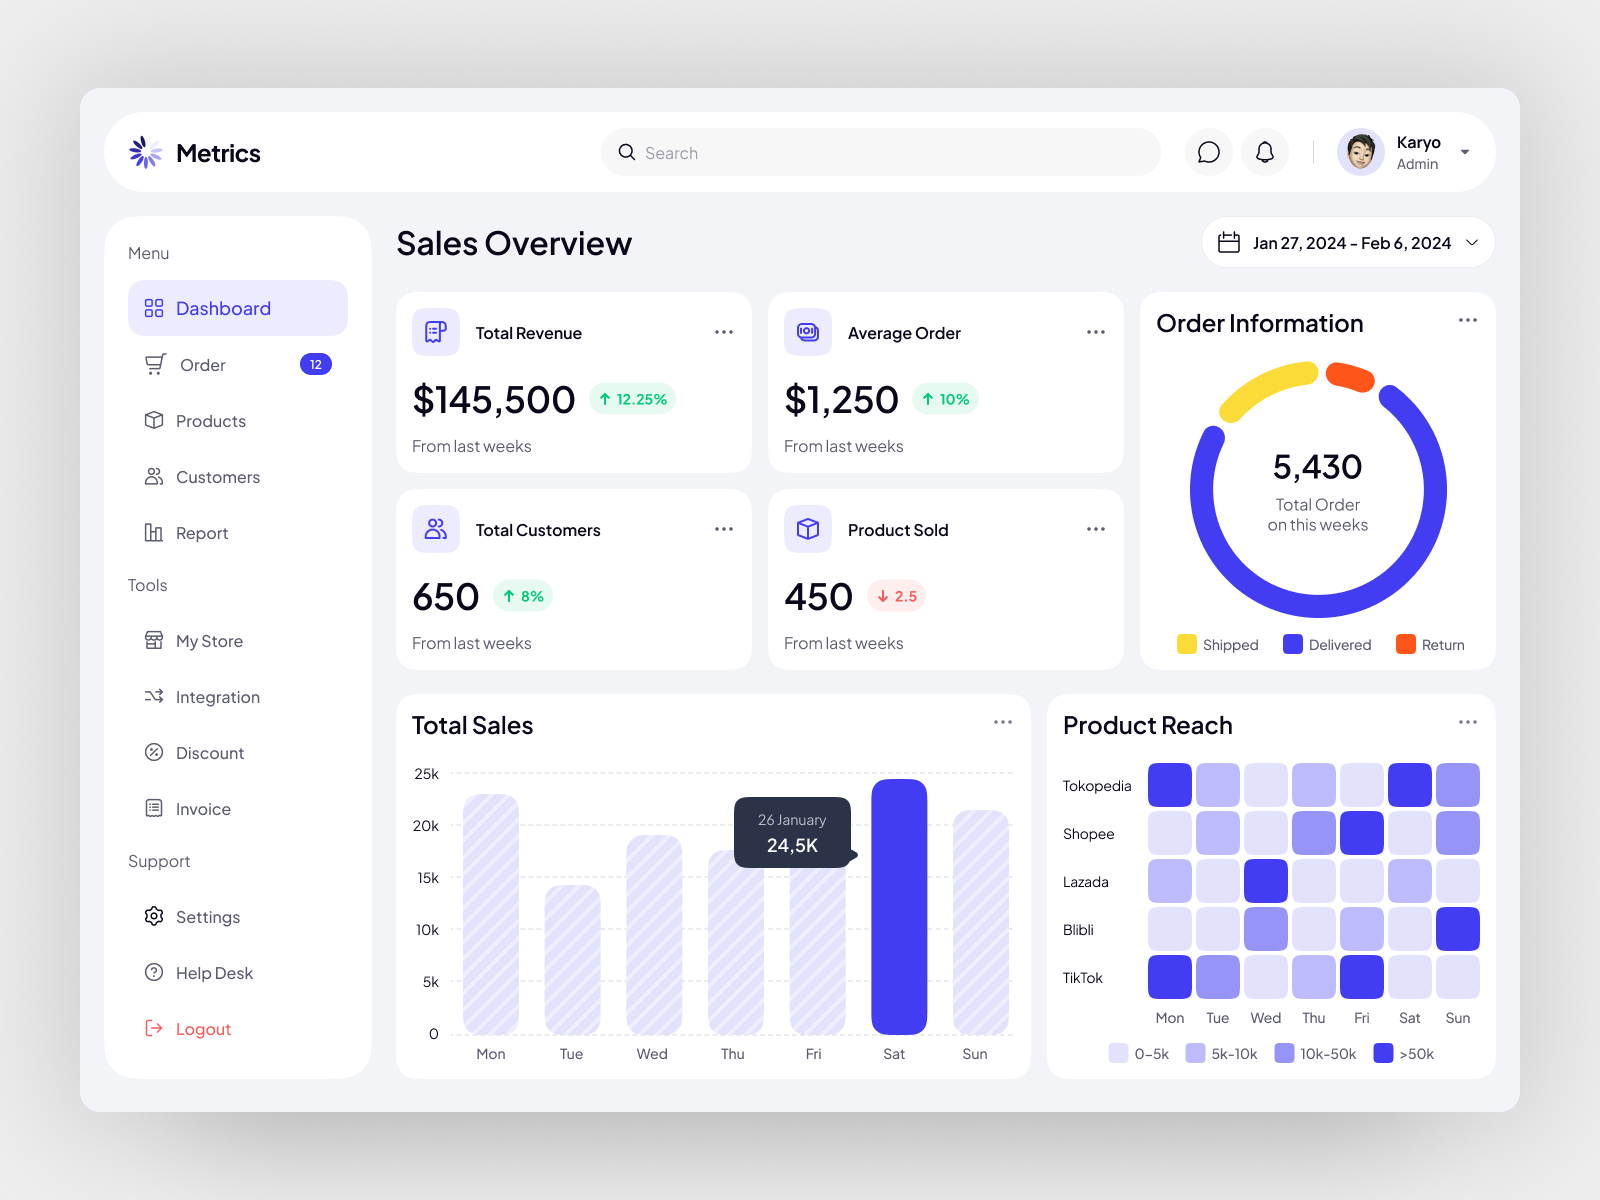 Metrics
Search
Karyo
Admin
Menu
Dashboard
Order
12
Products
Customers
Report
Tools
My Store
Integration
Discount
Invoice
Support
Settings
Help Desk
Logout
Sales Overview
Jan 27, 2024 - Feb 6, 2024
Total Revenue
$145,500
12.25%
From last weeks
Average Order
$1,250
10%
From last weeks
Total Customers
650
8%
From last weeks
Product Sold
450
2.5
From last weeks
Order Information
5,430
Total Order
on this weeks
Shipped
Delivered
Return
Total Sales
25k
20k
15k
10k
5k
0
26 January
24,5K
Mon Tue Wed Thu Fri Sat Sun
Product Reach
Tokopedia
Shopee
Lazada
Blibli
TikTok
Mon Tue Wed Thu Fri Sat Sun
0-5k
5k-10k
10k-50k
>50k